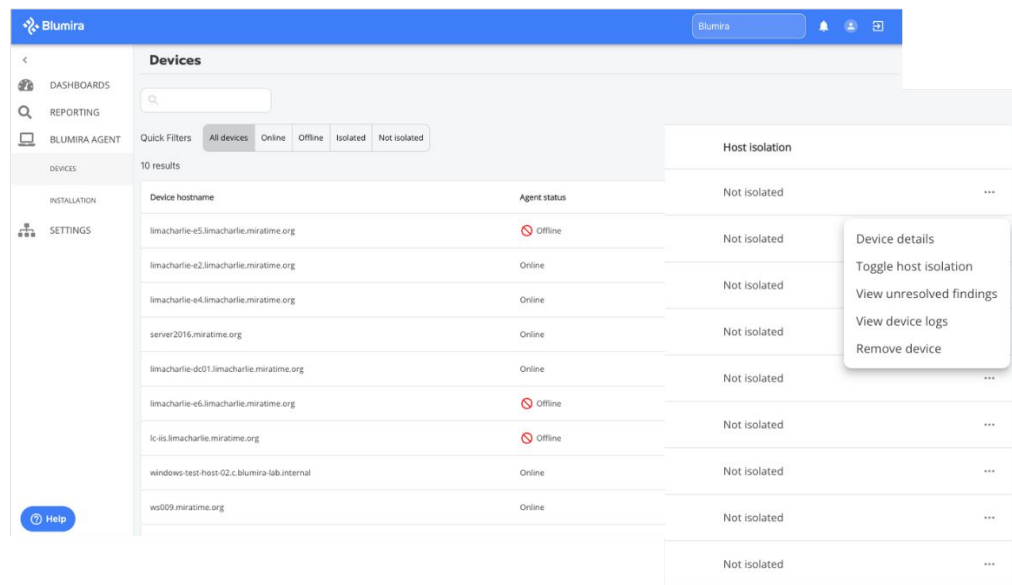 Blumira
Blumira
DASHBOARDS
REPORTING
BLUMIRA AGENT
DEVICES
INSTALLATION
SETTINGS
Help
Devices
Quick Filters All devices Online Offline Isolated Not isolated
10 results
Device hostname Agent status
limacharlie-e5.limacharlie.miratime.org Offline
limacharlie-e2.limacharlie.miratime.org Online
limacharlie-e4.limacharlie.miratime.org Online
server2016.miratime.org Online
limacharlie-dc01.limacharlie.miratime.org Online
limacharlie-e6.limacharlie.miratime.org Offline
lc-iis.limacharlie.miratime.org Offline
windows-test-host-02.c.blumira-lab.internal Online
ws009.miratime.org Online
Host isolation
Not isolated ...
Not isolated
Not isolated
Not isolated
Not isolated ...
Not isolated ...
Not isolated ...
Not isolated ...
Not isolated ...
Device details
Toggle host isolation
View unresolved findings
View device logs
Remove device